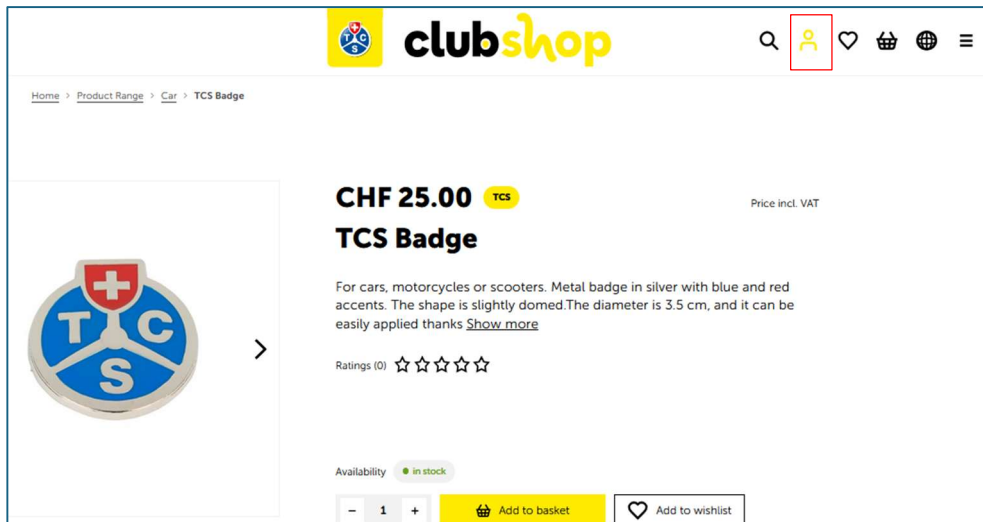 TCS clubshop
Home > Product Range > Car > TCS Badge
CHF 25.00 TCS
Price incl. VAT
TCS Badge
For cars, motorcycles or scooters. Metal badge in silver with blue and red
accents. The shape is slightly domed.The diameter is 3.5 cm, and it can be
easily applied thanks Show more
T C
S
Ratings (0)
Availability in stock
- 1 + Add to basket Add to wishlist